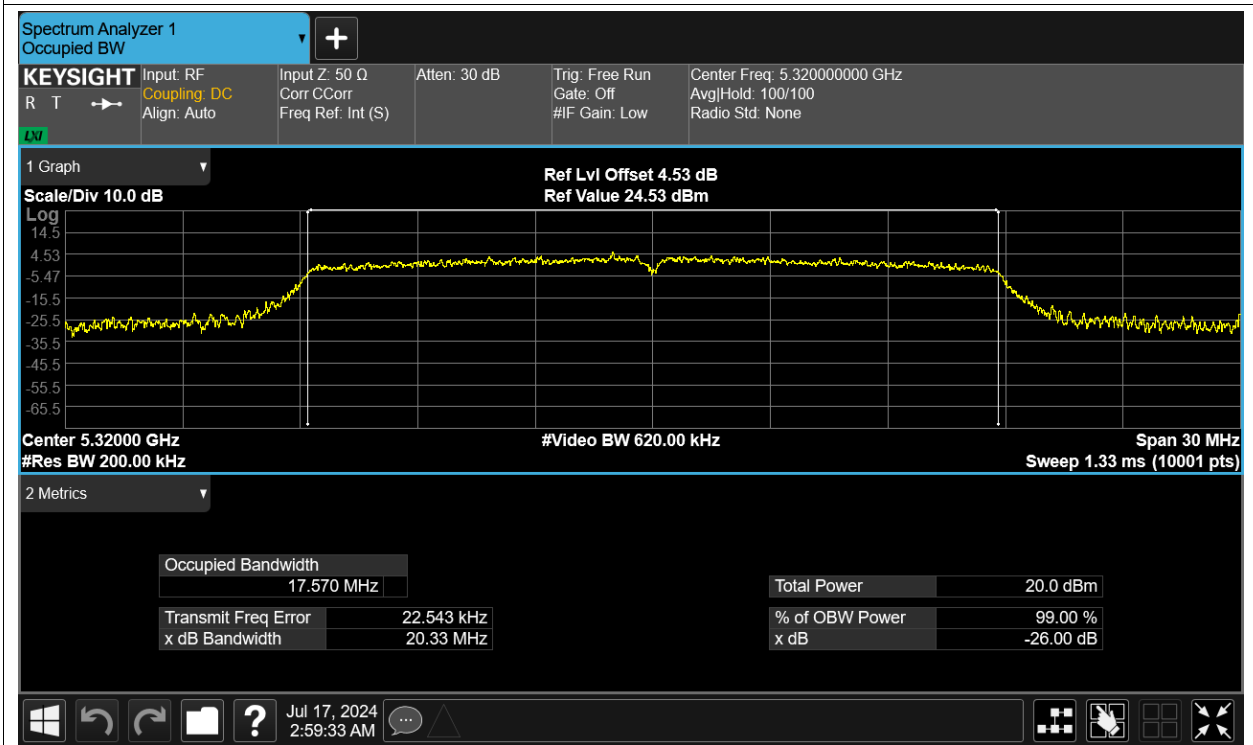 Spectrum Analyzer 1
Occupied BW
KEYSIGHT
R T
LXI
Input: RF
Coupling: DC
Align: Auto
Input Z: 50 Ω
Corr CCorr
Freq Ref: Int (S)
Atten: 30 dB
Trig: Free Run
Gate: Off
#IF Gain: Low
Center Freq: 5.320000000 GHz
Avg|Hold: 100/100
Radio Std: None
1 Graph
Scale/Div 10.0 dB
Ref Lvl Offset 4.53 dB
Ref Value 24.53 dBm
Log
14.5
4.53
-5.47
-15.5
-25.5
-35.5
-45.5
-55.5
-65.5
Center 5.32000 GHz
#Video BW 620.00 kHz
Span 30 MHz
#Res BW 200.00 kHz
Sweep 1.33 ms (10001 pts)
2 Metrics
Occupied Bandwidth
17.570 MHz
Total Power 20.0 dBm
Transmit Freq Error 22.543 kHz
% of OBW Power 99.00 %
x dB Bandwidth 20.33 MHz
x dB -26.00 dB
?
Jul 17, 2024
2:59:33 AM